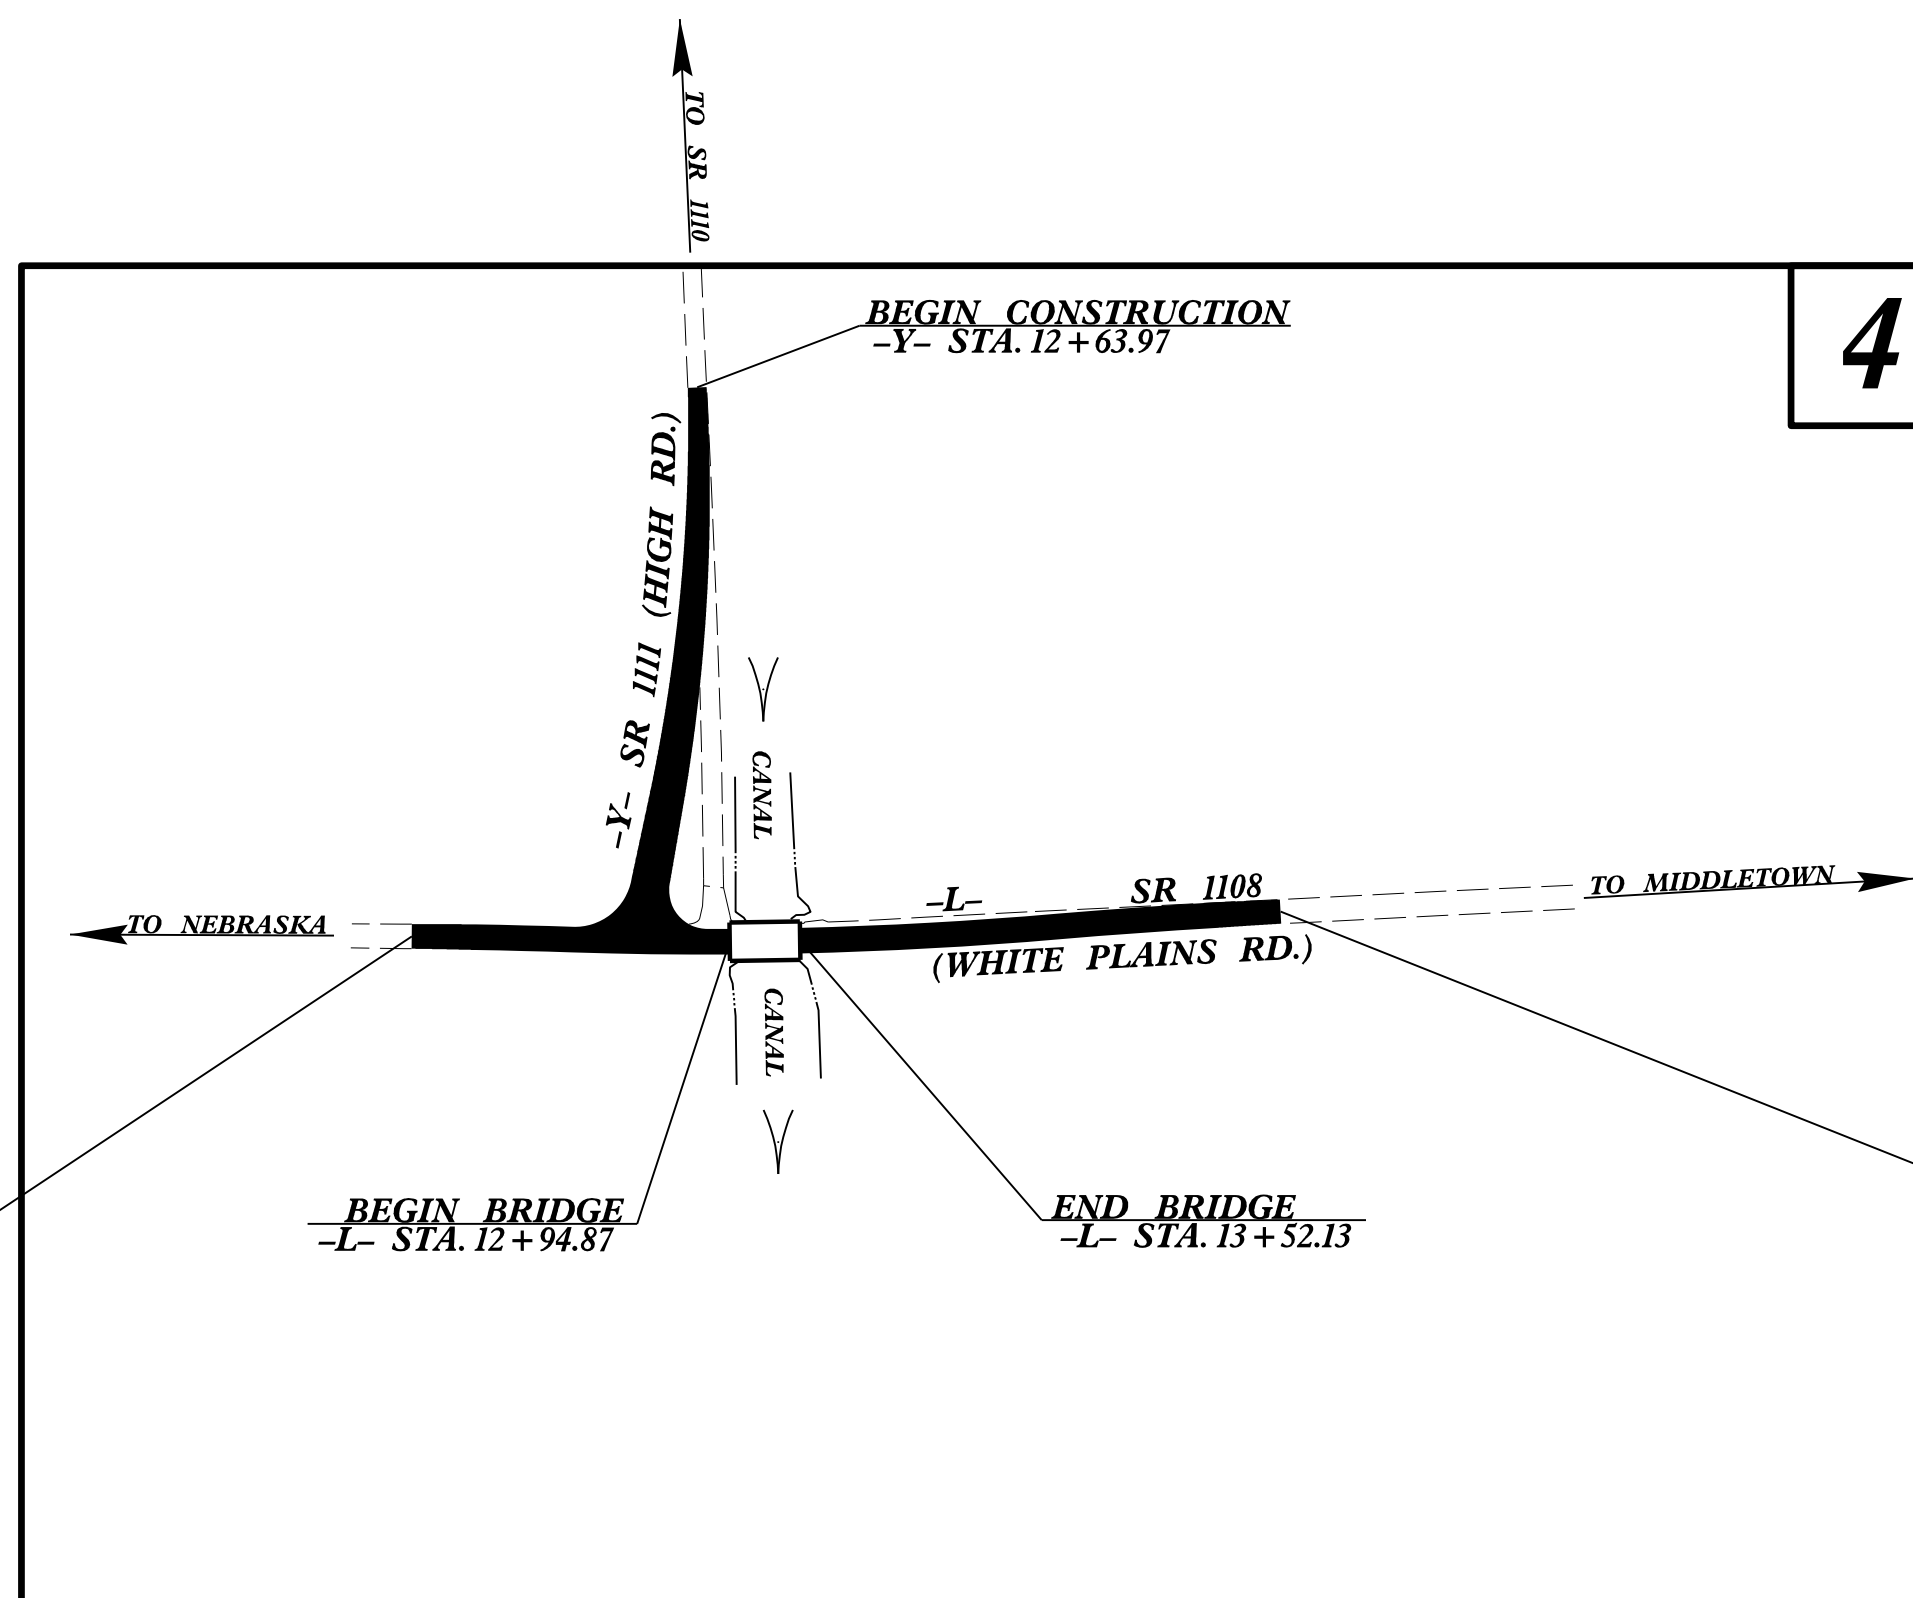 TO SR 1110
BEGIN CONSTRUCTION
-Y- STA. 12+63.97
4
-Y- SR 1111 (HIGH RD.)
CANAL
TO NEBRASKA
-L- SR 1108
(WHITE PLAINS RD.)
TO MIDDLETOWN
CANAL
BEGIN BRIDGE
-L- STA. 12+94.87
END BRIDGE
-L- STA. 13+52.13